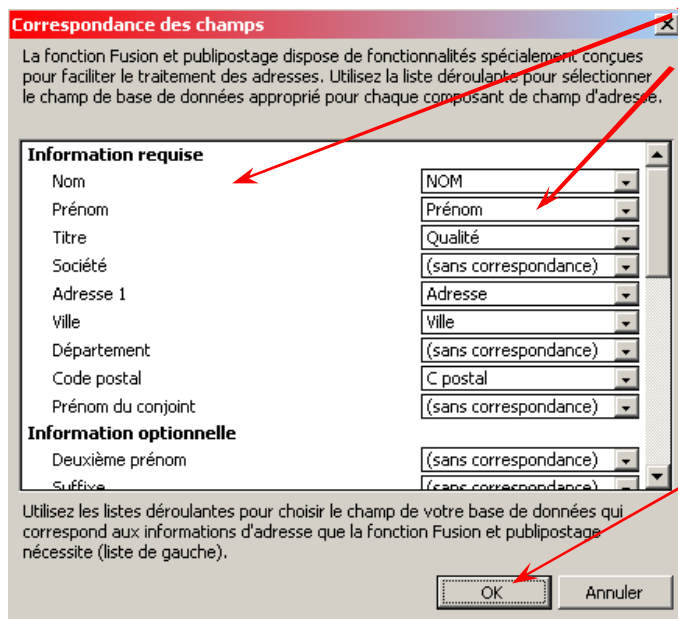 Correspondance des champs
La fonction Fusion et publipostage dispose de fonctionnalités spécialement conçues
pour faciliter le traitement des adresses. Utilisez la liste déroulante pour sélectionner
le champ de base de données approprié pour chaque composant de champ d'adresse.
Information requise
Nom NOM
Prénom Prénom
Titre Qualité
Société (sans correspondance)
Adresse 1 Adresse
Ville Ville
Département (sans correspondance)
Code postal C postal
Prénom du conjoint (sans correspondance)
Information optionnelle
Deuxième prénom (sans correspondance)
Suffixe (sans correspondance)
Utilisez les listes déroulantes pour choisir le champ de votre base de données qui
correspond aux informations d'adresse que la fonction Fusion et publipostage
nécessite (liste de gauche).
OK Annuler